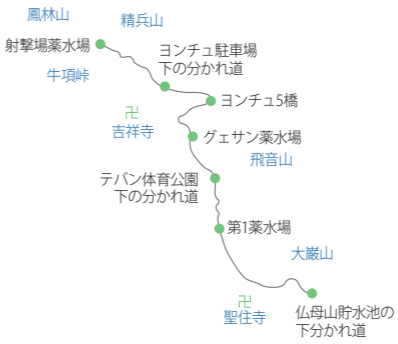 鳳林山
精兵山
射撃場薬水場
ヨンチュ駐車場
下の分かれ道
牛項峠
ヨンチュ5橋
卍
吉祥寺
グェサン薬水場
飛音山
テバン体育公園
下の分かれ道
第1薬水場
大巌山
卍
聖住寺
仏母山貯水池の
下分かれ道